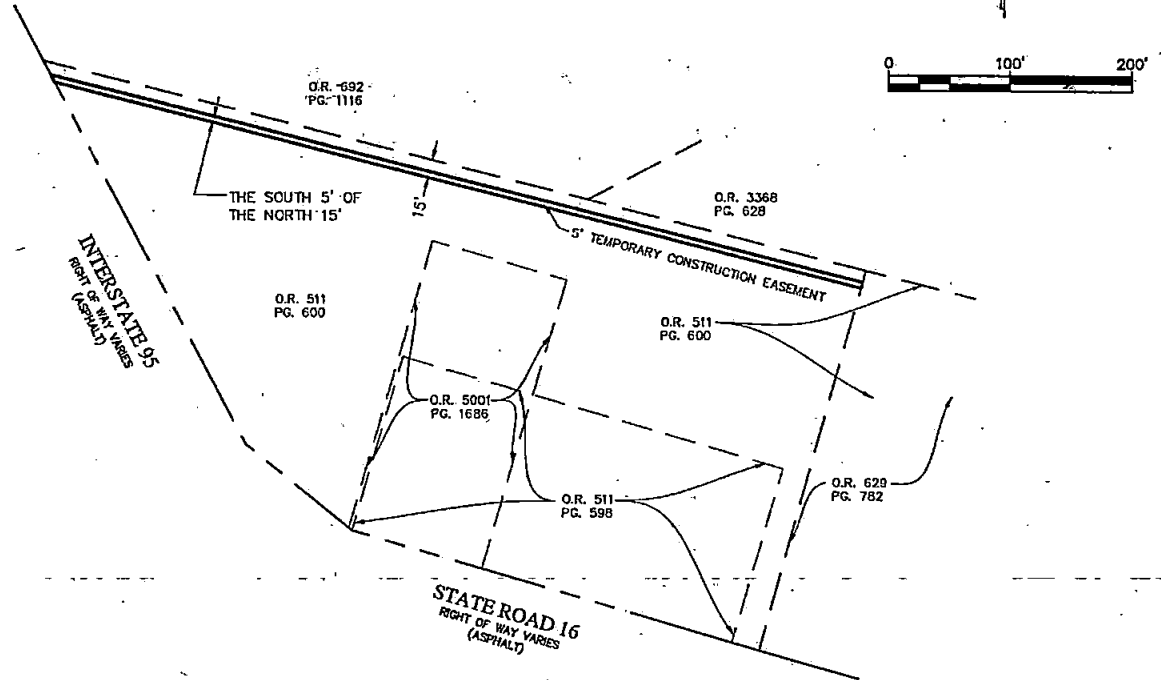 0 100' 200'
O.R. 692
PG. 1116
THE SOUTH 5' OF
THE NORTH 15'
15'
O.R. 3368
PG. 628
5' TEMPORARY CONSTRUCTION EASEMENT
INTERSTATE 95
RIGHT OF WAY VARIES
(ASPHALT)
O.R. 511
PG. 600
O.R. 511
PG. 600
O.R. 5001
PG. 1686
O.R. 629
PG. 782
O.R. 511
PG. 598
STATE ROAD 16
RIGHT OF WAY VARIES
(ASPHALT)